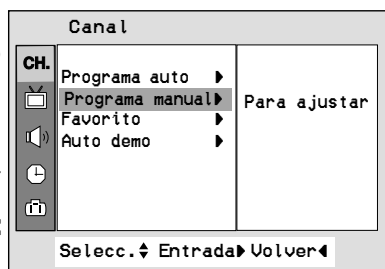 Canal
CH.
Programa auto
Programa manual
Para ajustar
Favorito
Auto demo
Selecc. Entrada Volver